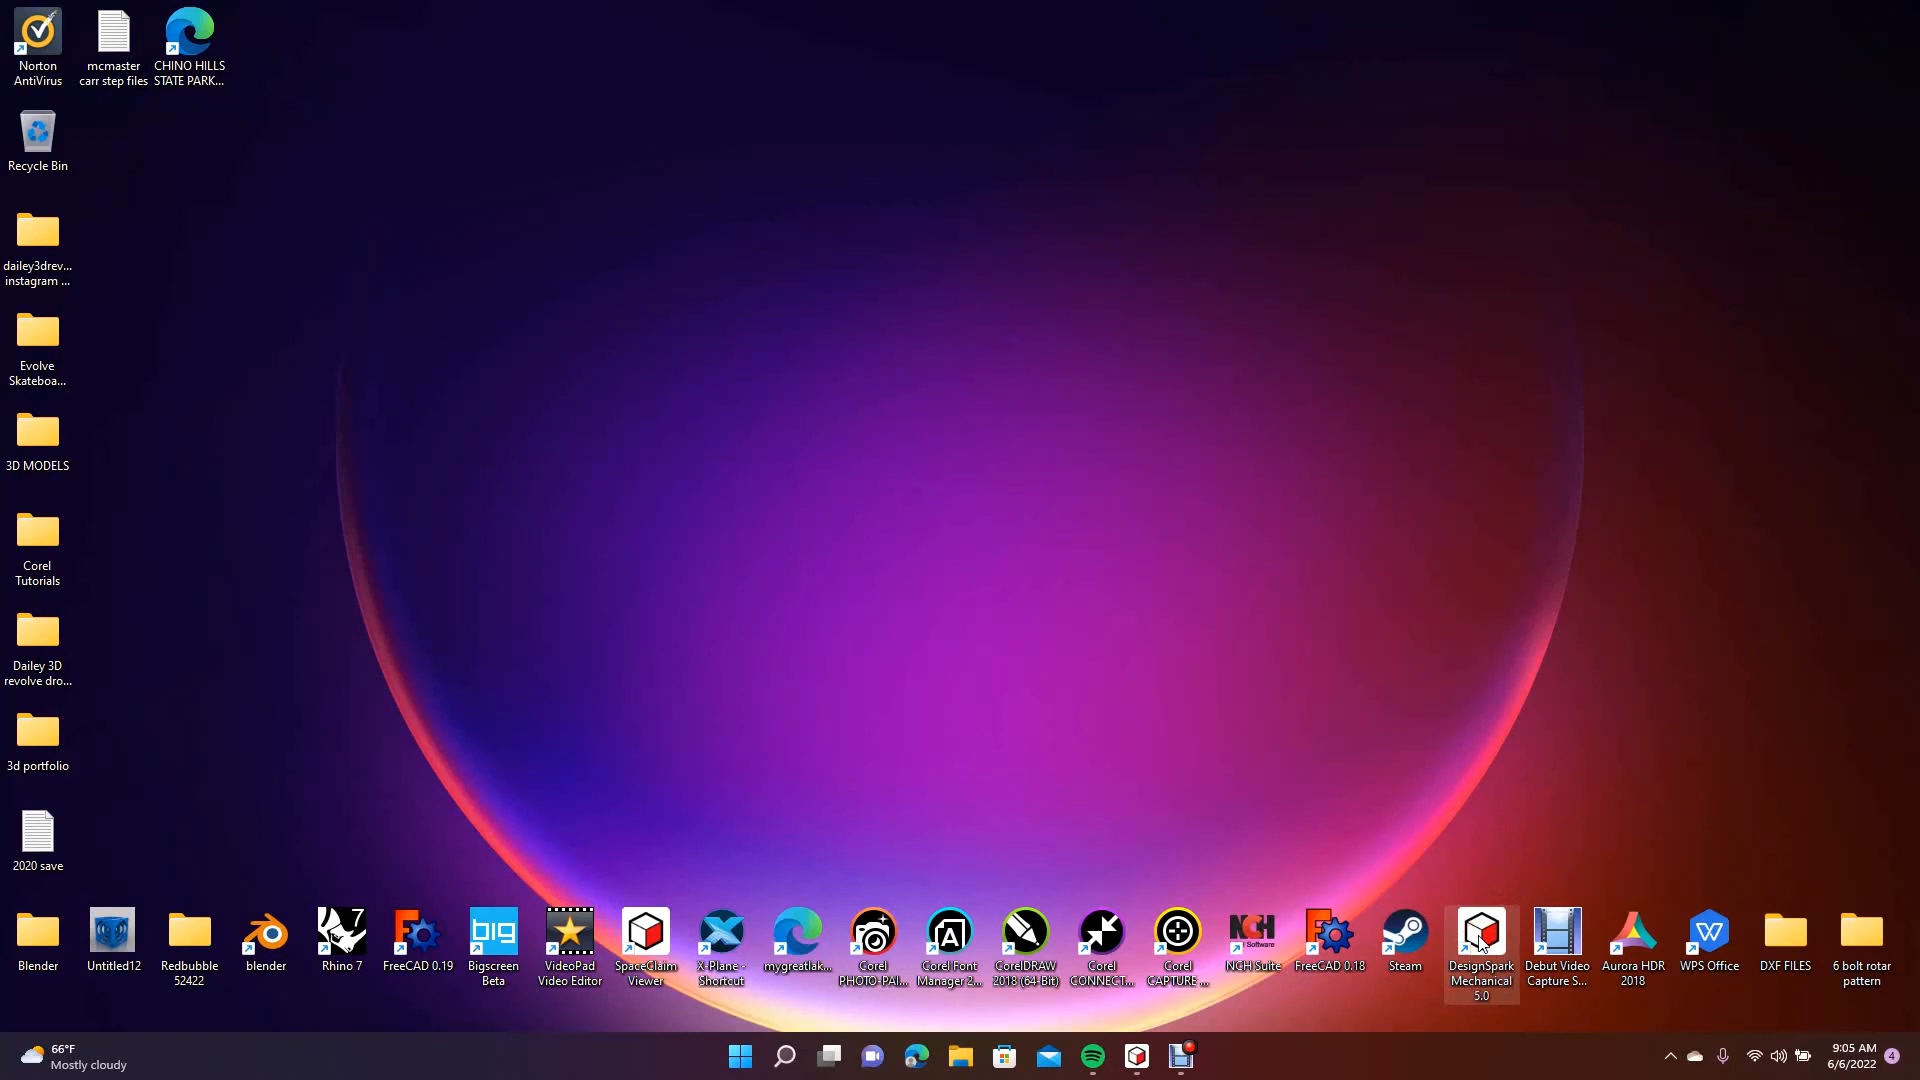 Norton
AntiVirus
mcmaster
carr step files
CHINO HILLS
STATE PARK...
Recycle Bin
dailey3drev...
instagram ...
Evolve
Skateboa...
3D MODELS
Corel
Tutorials
Dailey 3D
revolve dro...
3d portfolio
2020 save
Blender
Untitled12
Redbubble
52422
blender
7
Rhino 7
FreeCAD 0.19
big
Bigscreen
Beta
VideoPad
Video Editor
SpaceClaim
Viewer
X-Plane -
Shortcut
mygreatlak...
Corel
PHOTO-PAI...
A
Corel Font
Manager 2...
CorelDRAW
2018 (64-Bit)
Corel
CONNECT...
Corel
CAPTURE ...
NCH
Software
NCH Suite
FreeCAD 0.18
Steam
DesignSpark
Mechanical
5.0
Debut Video
Capture S...
Aurora HDR
2018
W
WPS Office
DXF FILES
6 bolt rotar
pattern
66°F
Mostly cloudy
9:05 AM
6/6/2022
4